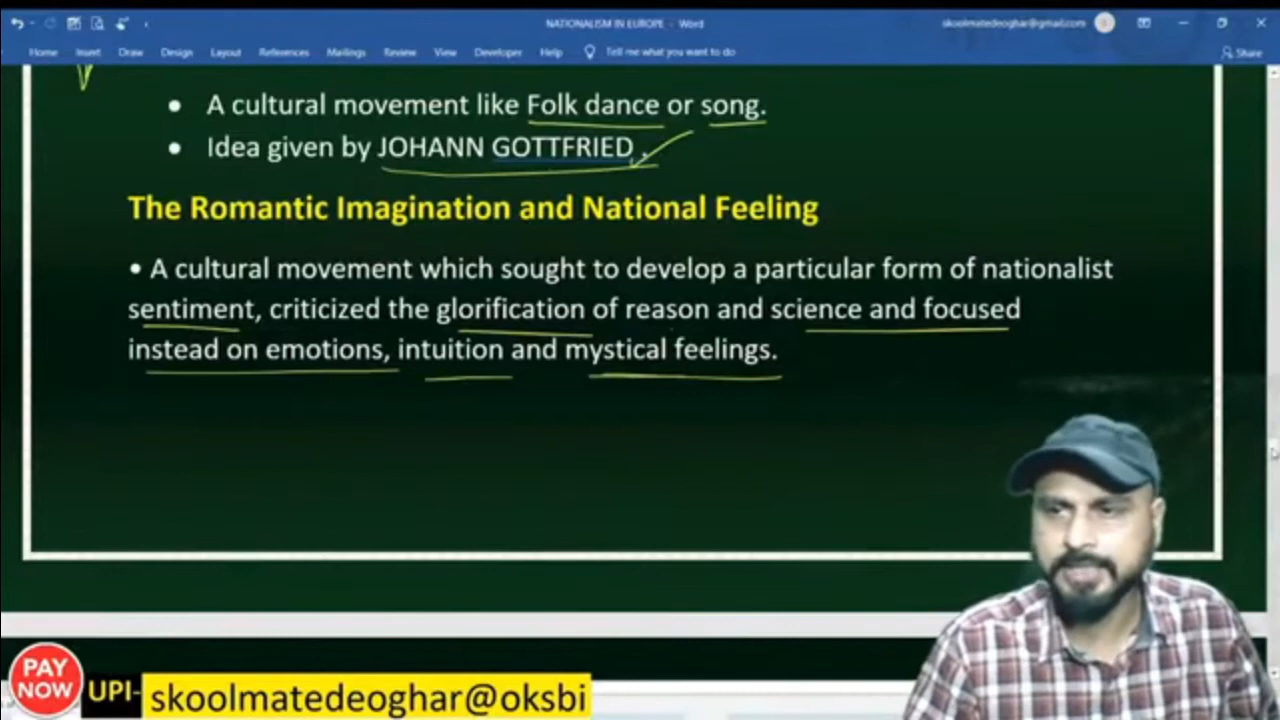 NATIONALISM IN EUROPE - Word
skoolmatedeoghar@gmail.com
Home Insert Draw Design Layout References Mailings Review View Developer Help Tell me what you want to do
Share
• A cultural movement like Folk dance or song.
• Idea given by JOHANN GOTTFRIED .
The Romantic Imagination and National Feeling
• A cultural movement which sought to develop a particular form of nationalist
sentiment, criticized the glorification of reason and science and focused
instead on emotions, intuition and mystical feelings.
PAY
NOW
UPI- skoolmatedeoghar@oksbi